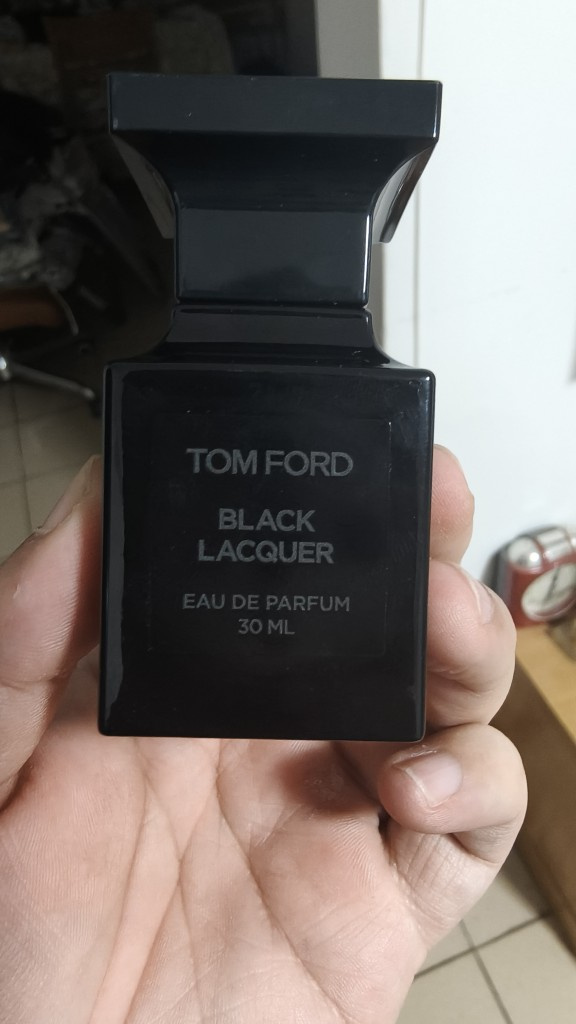 TOM FORD
BLACK
LACQUER
EAU DE PARFUM
30 ML